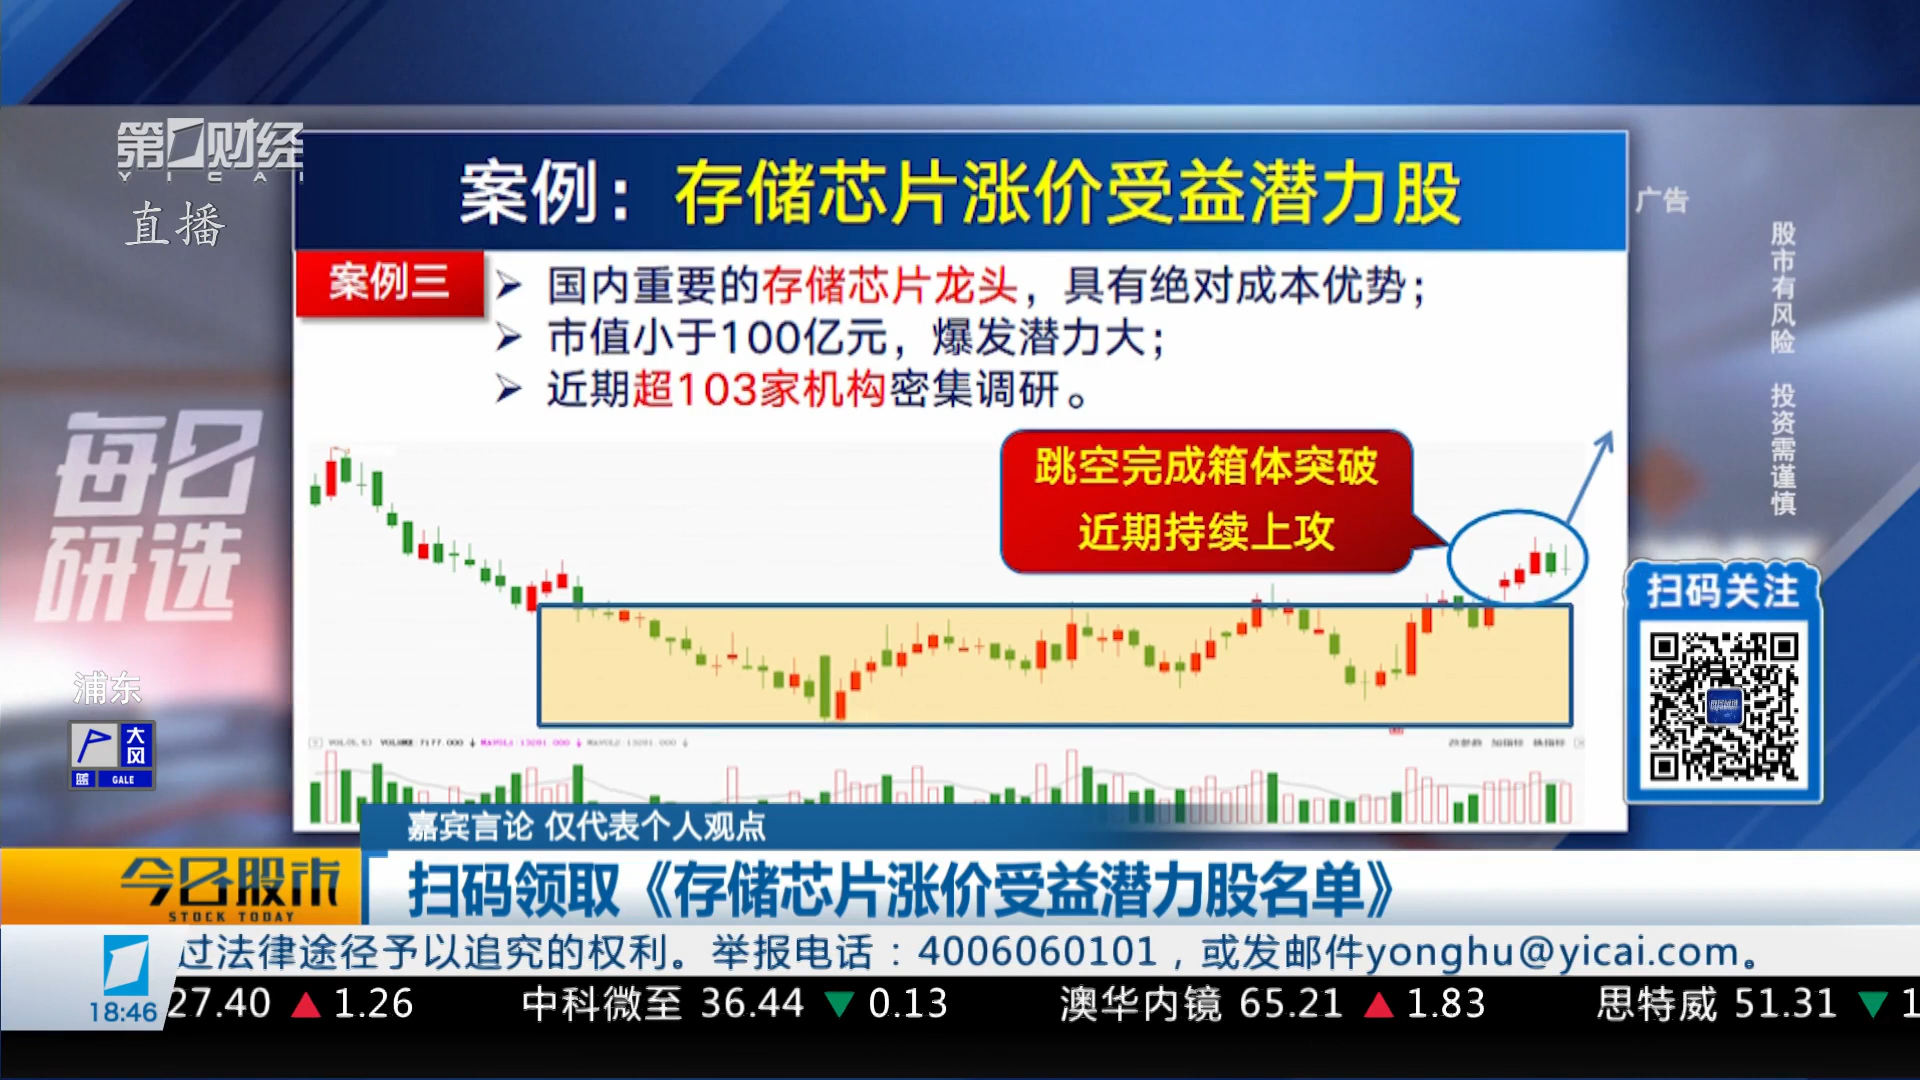 第1财经
YICAI
直播
案例：存储芯片涨价受益潜力股
广告
股市有风险 投资需谨慎
案例三
国内重要的存储芯片龙头，具有绝对成本优势；
市值小于100亿元，爆发潜力大；
近期超103家机构密集调研。
跳空完成箱体突破
近期持续上攻
每日
研选
扫码关注
浦东
大风
蓝 GALE
嘉宾言论 仅代表个人观点
今日股市
STOCK TODAY
扫码领取《存储芯片涨价受益潜力股名单》
过法律途径予以追究的权利。举报电话：4006060101，或发邮件yonghu@yicai.com。
18:46
27.40 ▲ 1.26 中科微至 36.44 ▼ 0.13 澳华内镜 65.21 ▲ 1.83 思特威 51.31 ▼ 1